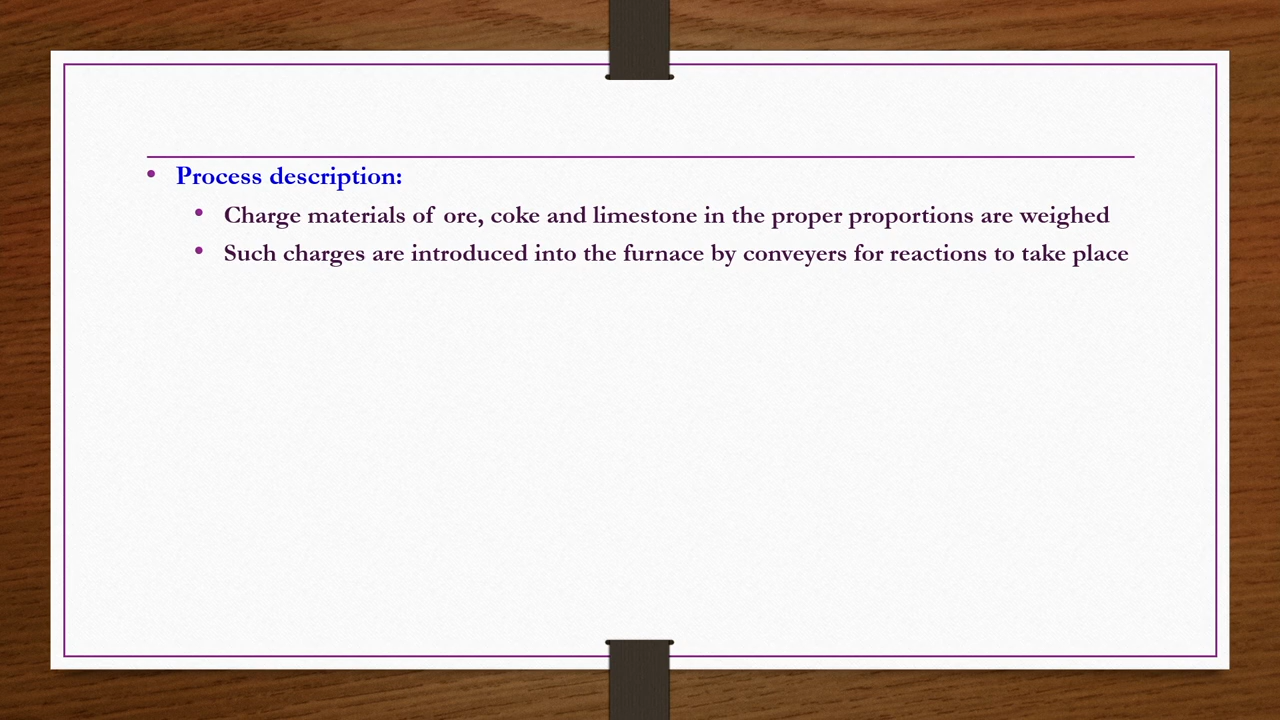 • Process description:
• Charge materials of ore, coke and limestone in the proper proportions are weighed
• Such charges are introduced into the furnace by conveyers for reactions to take place